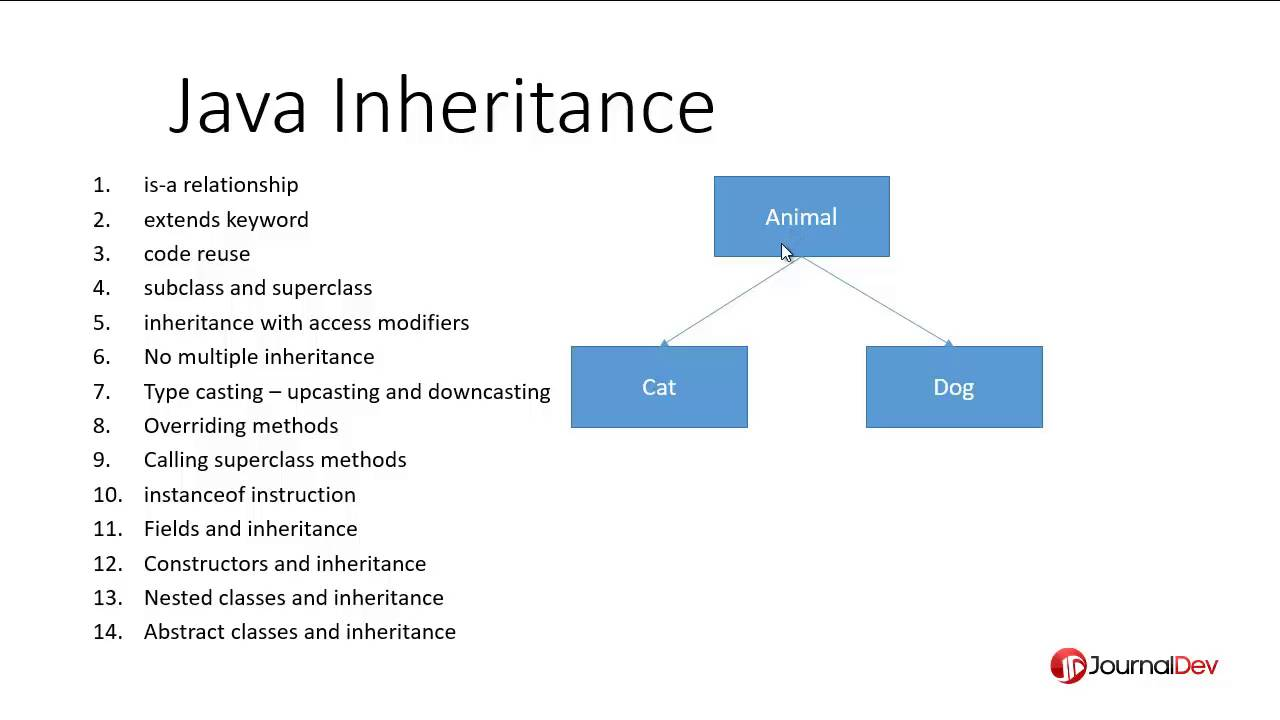 Java Inheritance
1. is-a relationship
2. extends keyword
3. code reuse
4. subclass and superclass
5. inheritance with access modifiers
6. No multiple inheritance
7. Type casting – upcasting and downcasting
8. Overriding methods
9. Calling superclass methods
10. instanceof instruction
11. Fields and inheritance
12. Constructors and inheritance
13. Nested classes and inheritance
14. Abstract classes and inheritance
Animal
Cat
Dog
JournalDev